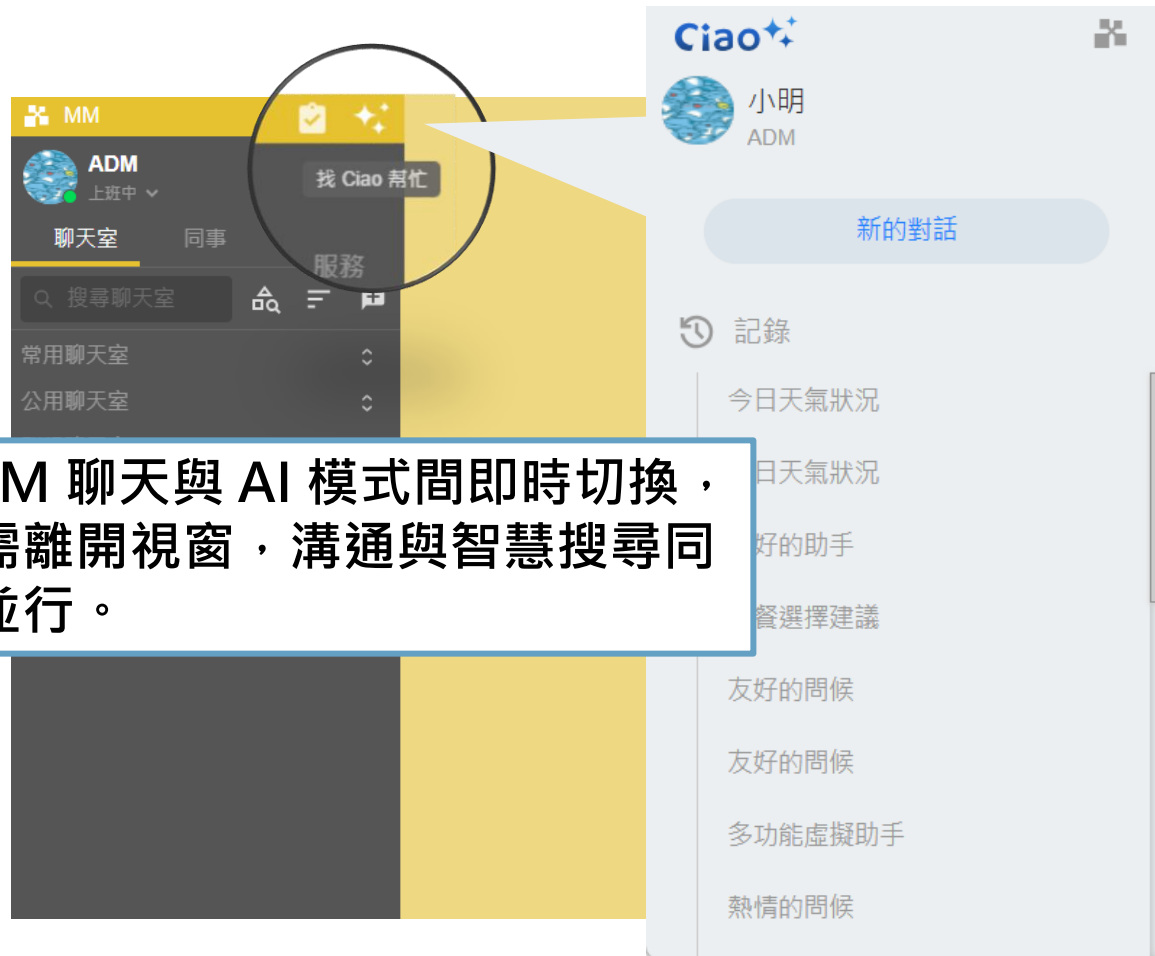 MM
ADM
上班中
找 Ciao 幫忙
聊天室
同事
服務
搜尋聊天室
常用聊天室
公用聊天室
M 聊天與 AI 模式間即時切換，
需離開視窗，溝通與智慧搜尋同
並行。
Ciao
小明
ADM
新的對話
記錄
今日天氣狀況
日天氣狀況
好的助手
餐選擇建議
友好的問候
友好的問候
多功能虛擬助手
熱情的問候